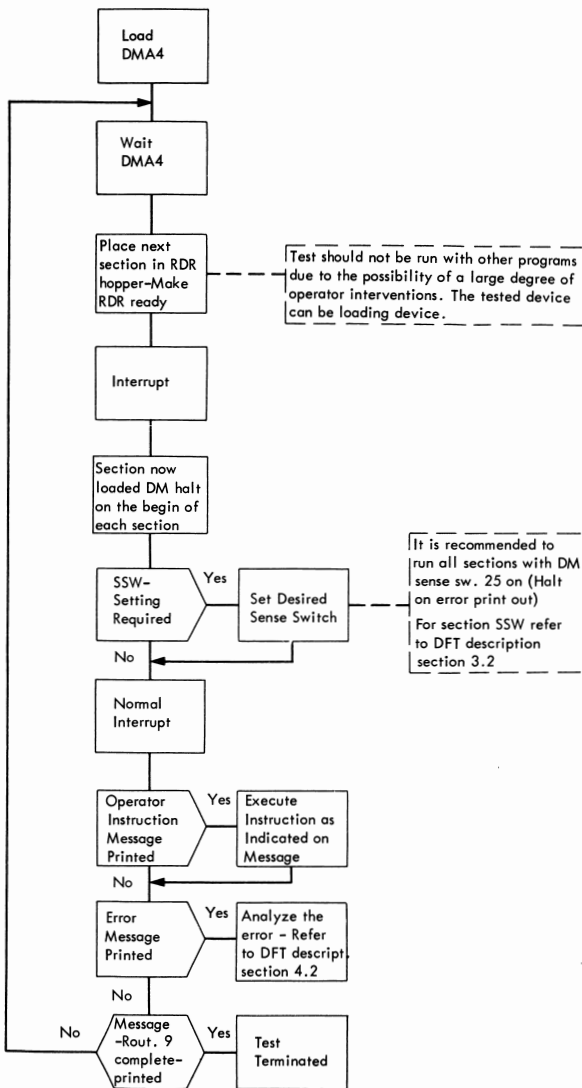 Load
DMA4
Wait
DMA4
Place next
section in RDR
hopper-Make
RDR ready
Test should not be run with other programs
due to the possibility of a large degree of
operator interventions. The tested device
can be loading device.
Interrupt
Section now
loaded DM halt
on the begin of
each section
SSW-
Setting
Required
Yes
Set Desired
Sense Switch
It is recommended to
run all sections with DM
sense sw. 25 on (Halt
on error print out)
For section SSW refer
to DFT description
section 3.2
No
Normal
Interrupt
Operator
Instruction
Message
Printed
Yes
Execute
Instruction as
Indicated on
Message
No
Error
Message
Printed
Yes
Analyze the
error - Refer
to DFT descript.
section 4.2
No
No
Message
-Rout. 9
complete-
printed
Yes
Test
Terminated